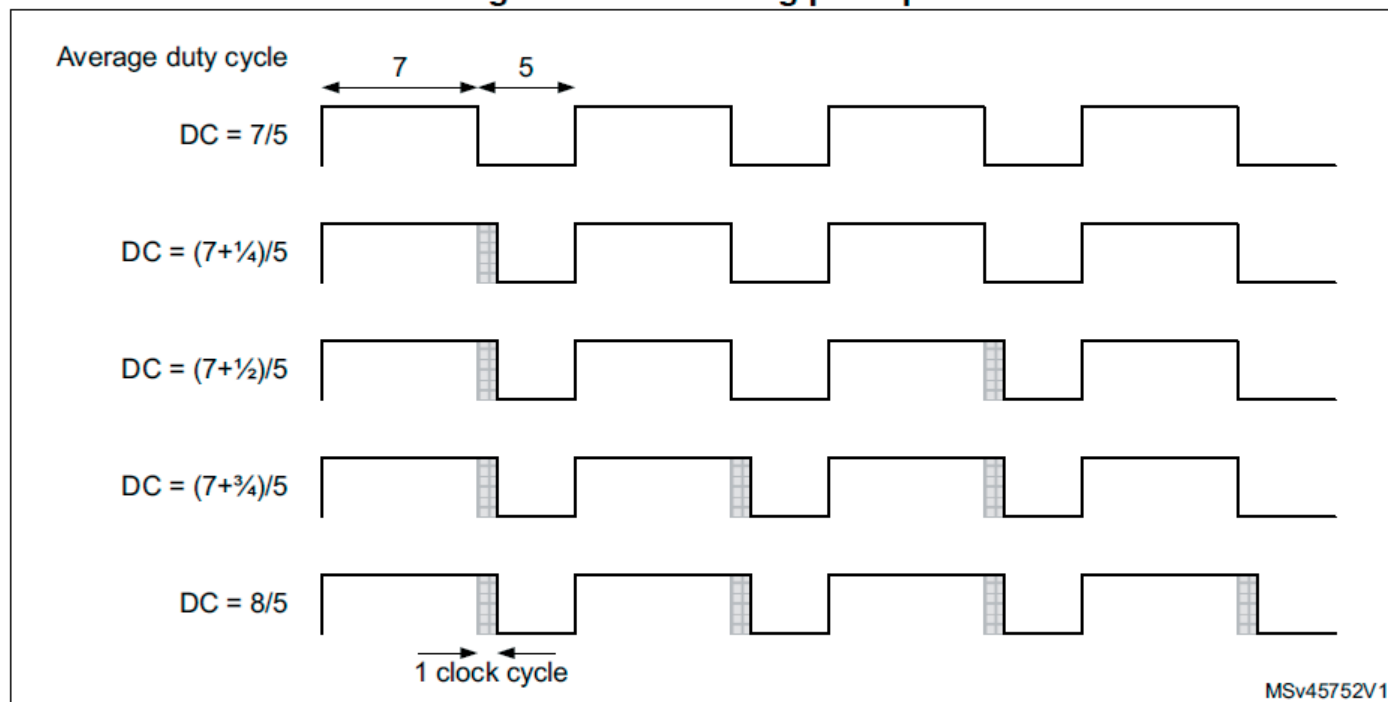 Average duty cycle
7
5
DC = 7/5
DC = (7+¼)/5
DC = (7+½)/5
DC = (7+¾)/5
DC = 8/5
1 clock cycle
MSv45752V1